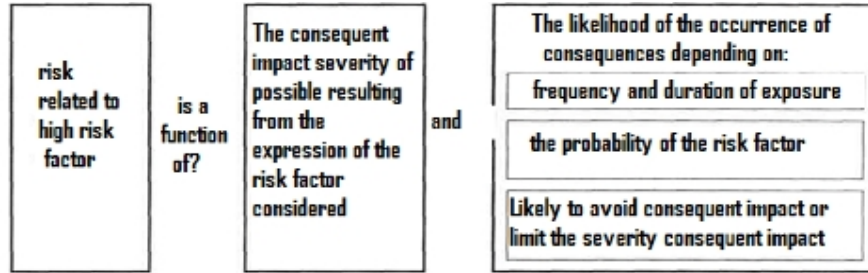 risk
related to
high risk
factor
is a
function
of?
The consequent
impact severity of
possible resulting
from the
expression of the
risk factor
considered
and
The likelihood of the occurrence of
consequences depending on:
frequency and duration of exposure
the probability of the risk factor
Likely to avoid consequent impact or
limit the severity consequent impact